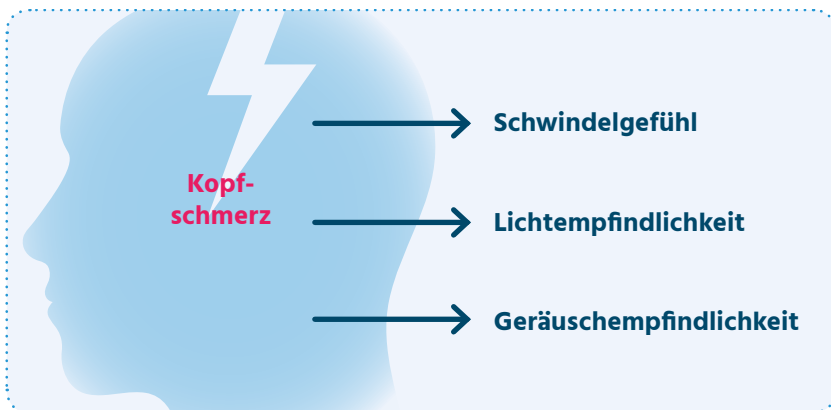 Schwindelgefühl
Kopf-
schmerz
Lichtempfindlichkeit
Geräuschempfindlichkeit